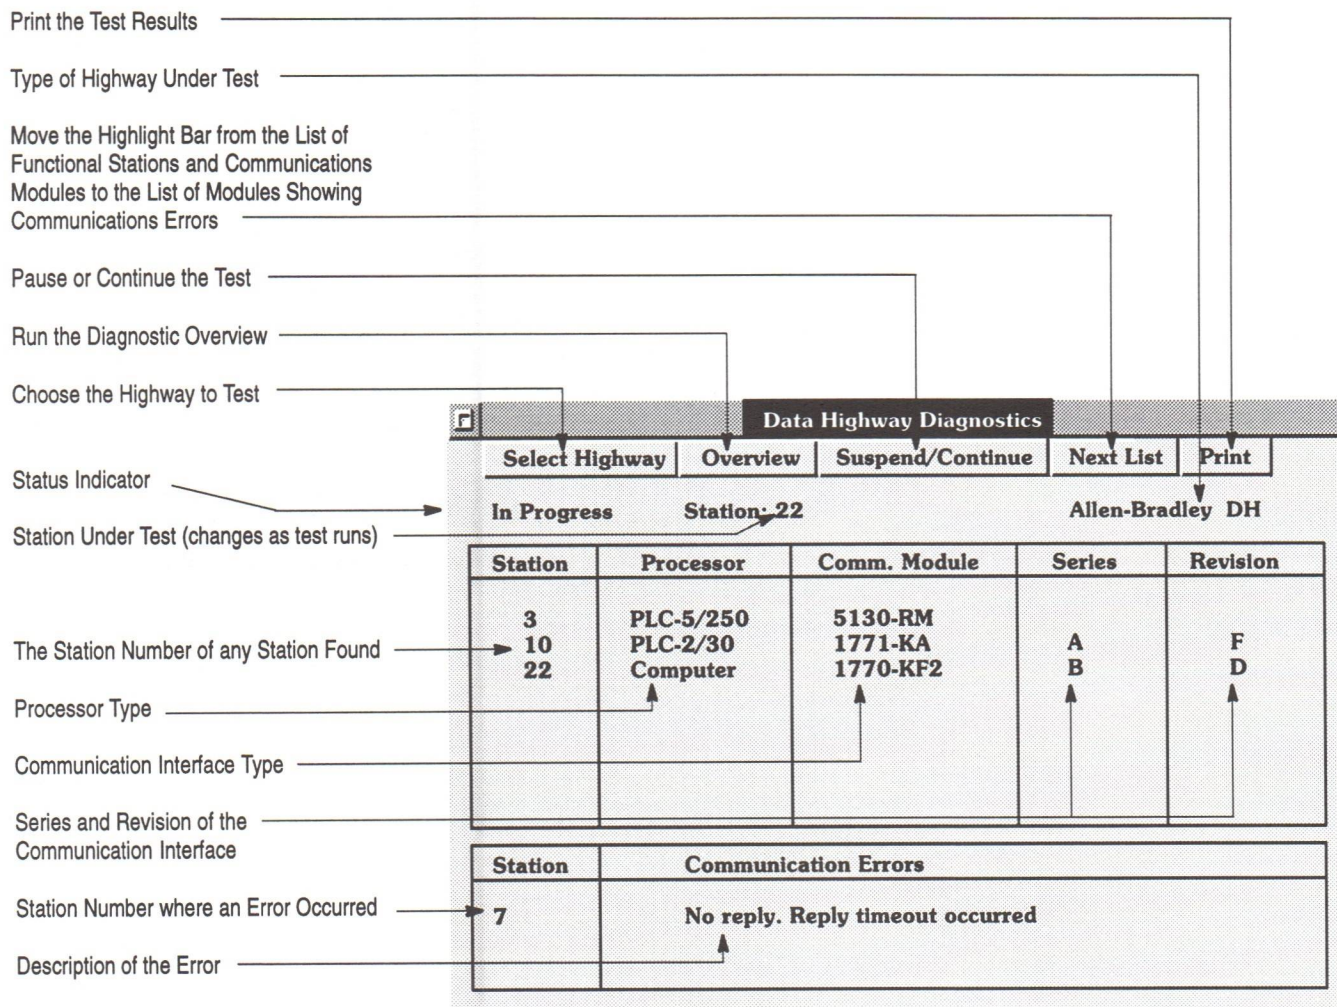 Print the Test Results
Type of Highway Under Test
Move the Highlight Bar from the List of
Functional Stations and Communications
Modules to the List of Modules Showing
Communications Errors
Pause or Continue the Test
Run the Diagnostic Overview
Choose the Highway to Test
Data Highway Diagnostics
Select Highway Overview Suspend/Continue Next List Print
Status Indicator
In Progress Station: 22 Allen-Bradley DH
Station Under Test (changes as test runs)
Station Processor Comm. Module Series Revision
3 PLC-5/250 5130-RM
10 PLC-2/30 1771-KA A F
The Station Number of any Station Found
22 Computer 1770-KF2 B D
Processor Type
Communication Interface Type
Series and Revision of the
Communication Interface
Station Communication Errors
Station Number where an Error Occurred
7 No reply. Reply timeout occurred
Description of the Error